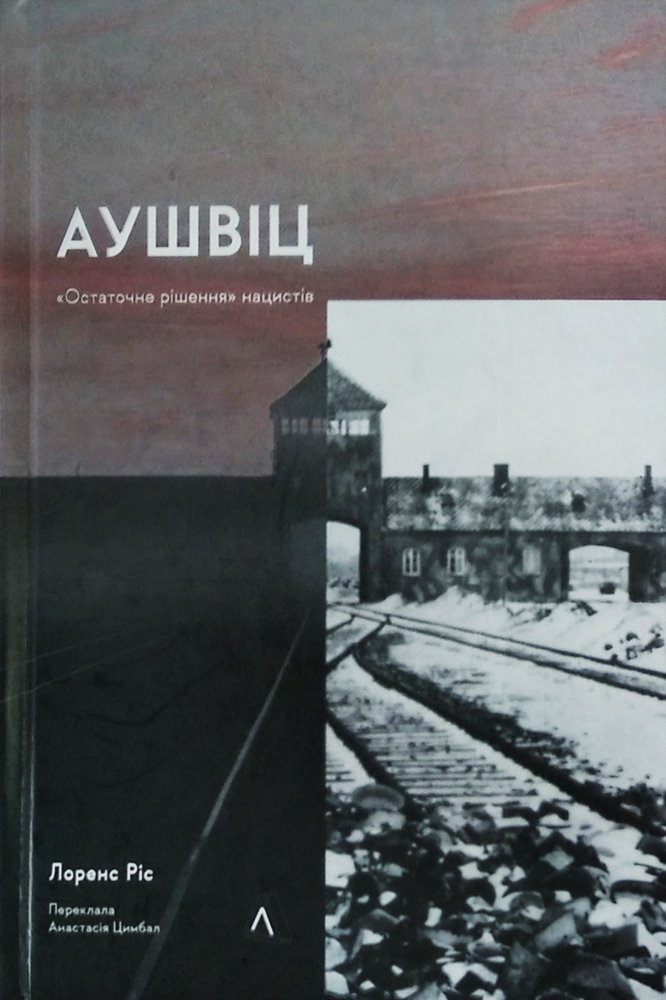 АУШВІЦ
«Остаточне рішення» нацистів
Лоренс Ріс
Переклала
Анастасія Цимбал